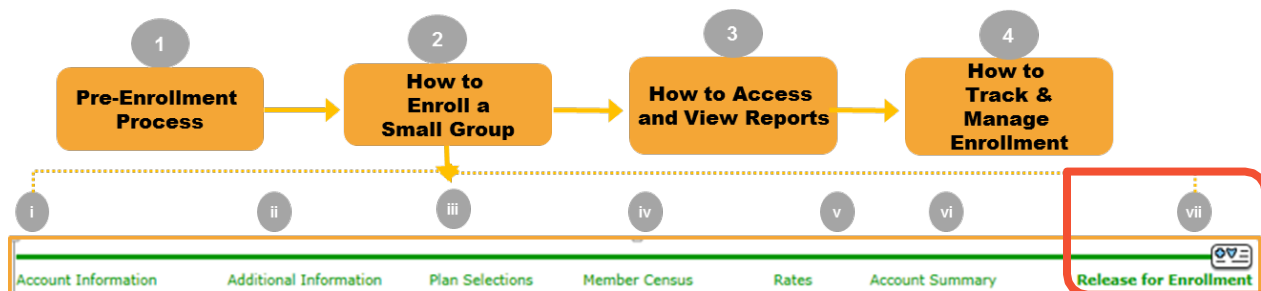 1
2
3
4
Pre-Enrollment
Process
How to
Enroll a
Small Group
How to Access
and View Reports
How to
Track &
Manage
Enrollment
i
ii
iii
iv
v
vi
vii
Account Information
Additional Information
Plan Selections
Member Census
Rates
Account Summary
Release for Enrollment